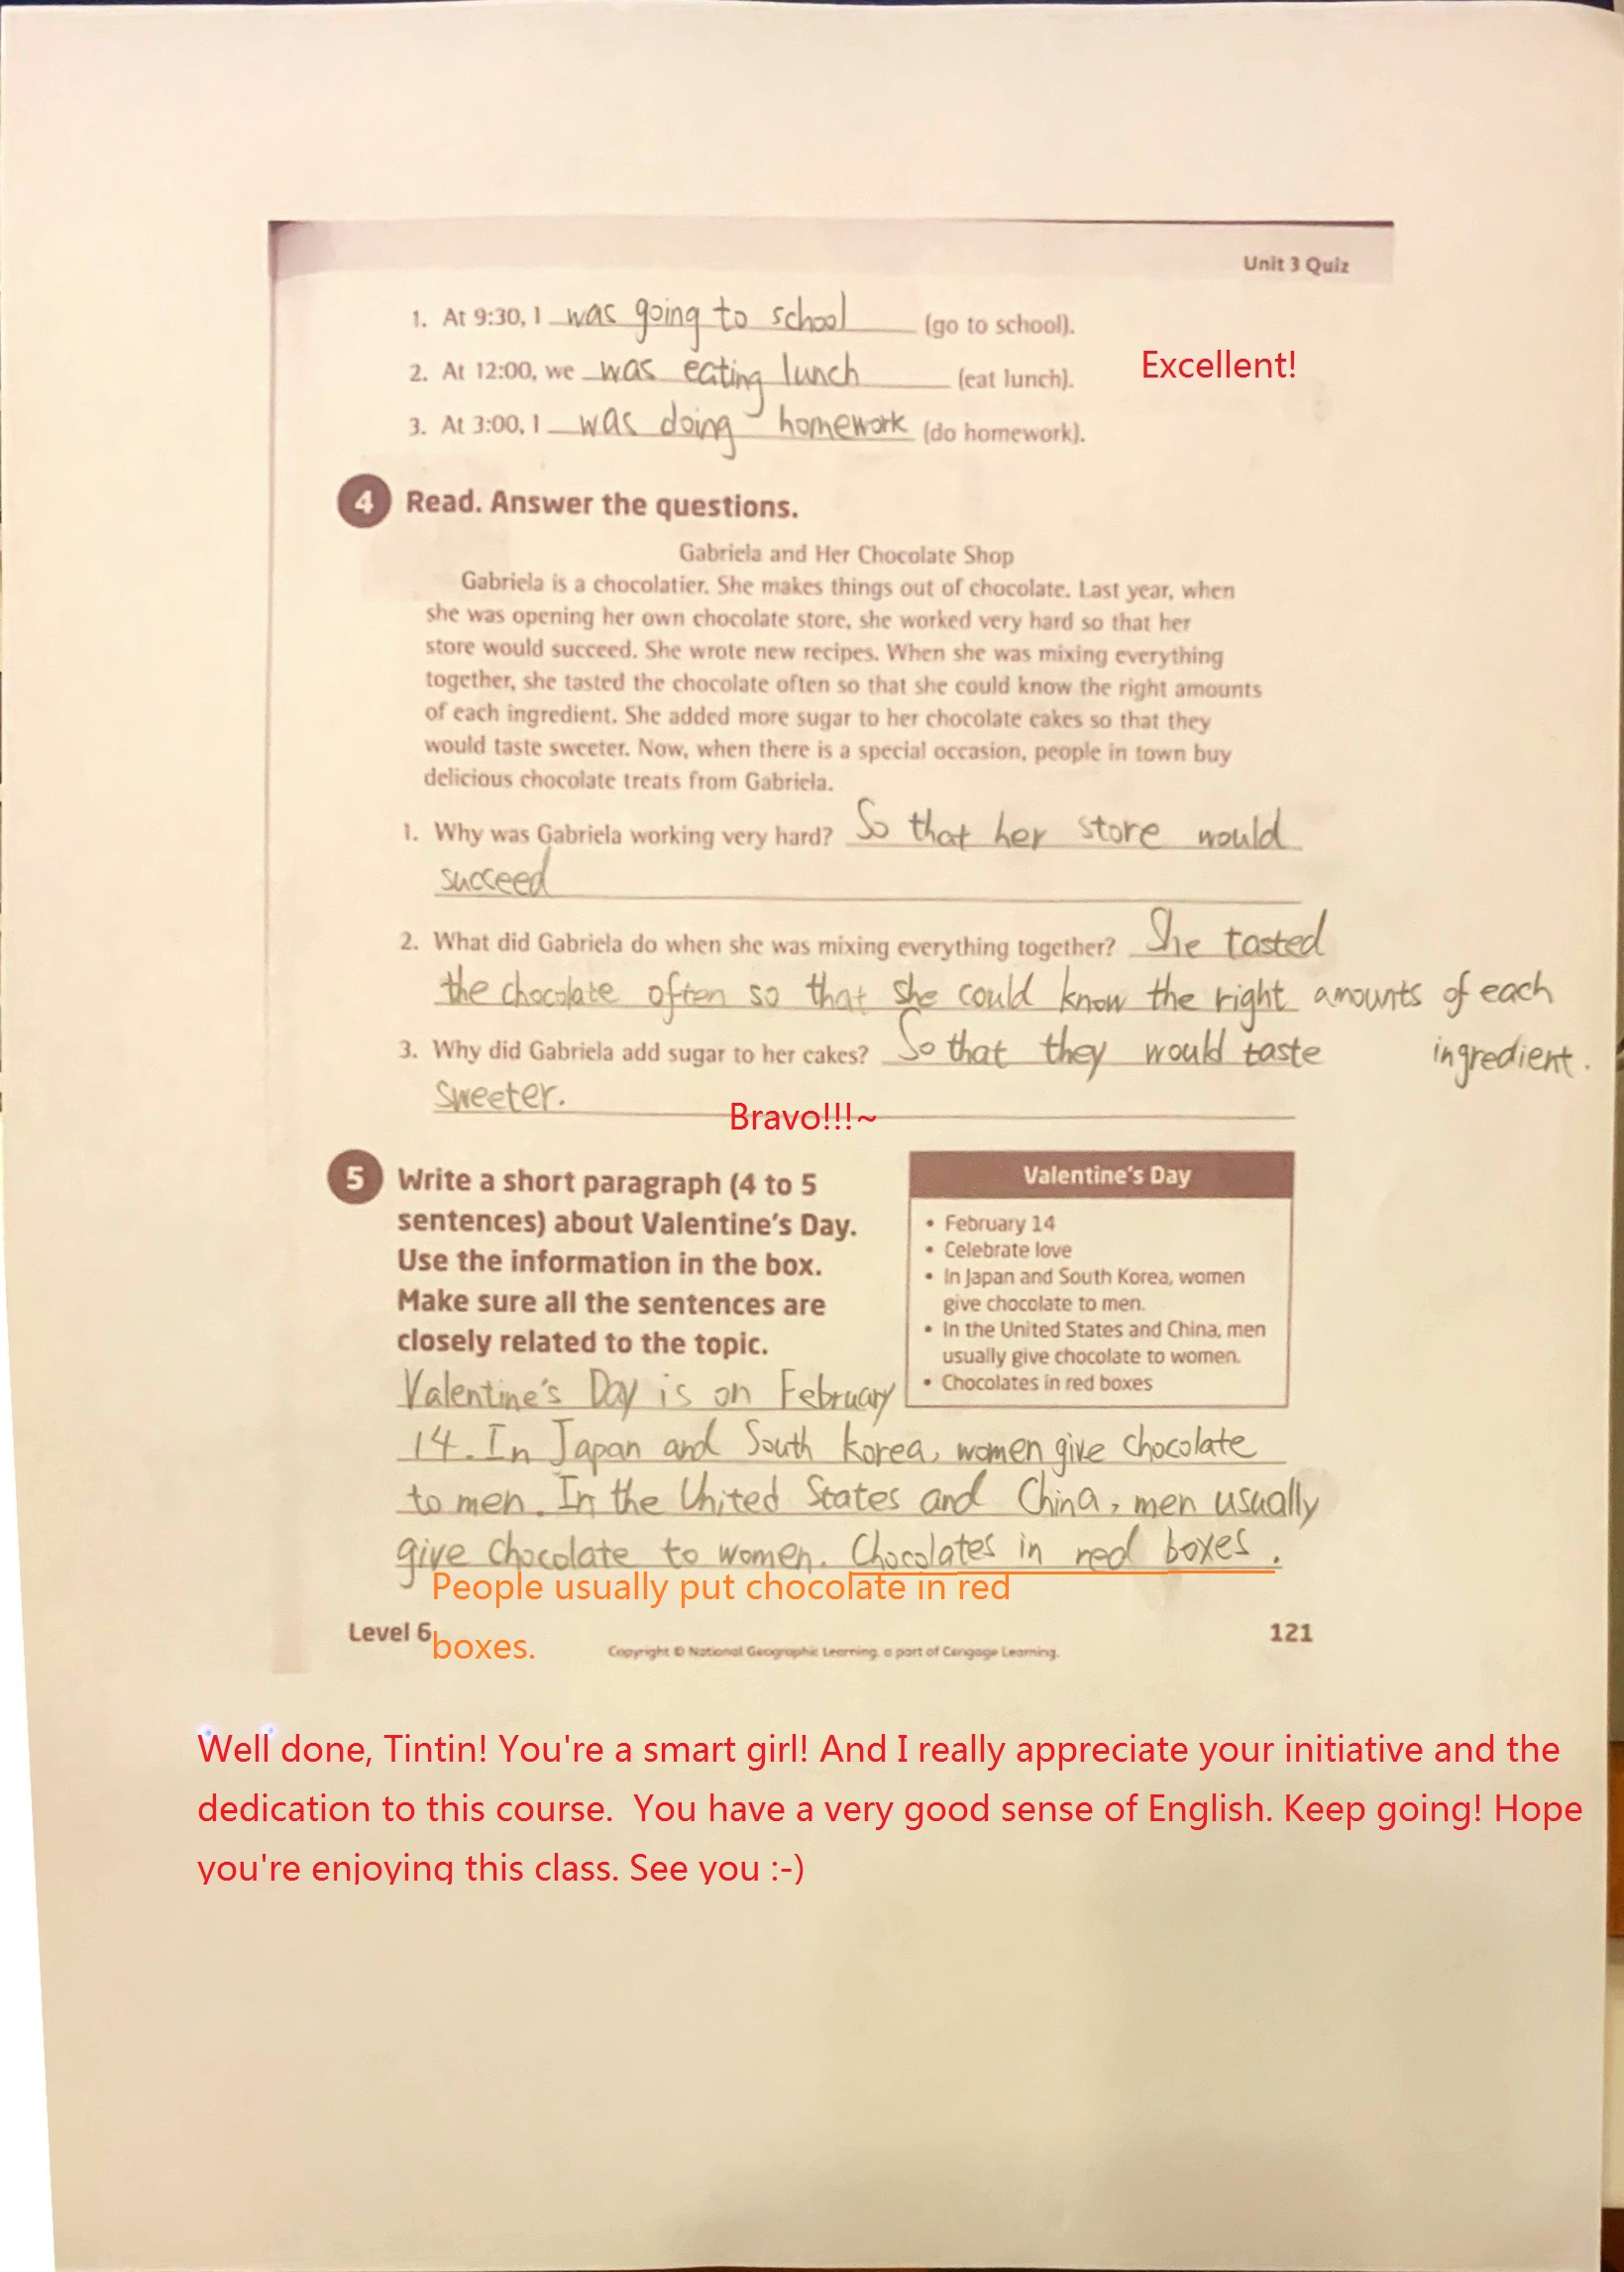 Unit 3 Quiz
1. At 9:30, I was going to school (go to school).
2. At 12:00, we was eating lunch (eat lunch).
Excellent!
3. At 3:00, I was doing homework (do homework).
4 Read. Answer the questions.
Gabriela and Her Chocolate Shop
Gabriela is a chocolatier. She makes things out of chocolate. Last year, when
she was opening her own chocolate store, she worked very hard so that her
store would succeed. She wrote new recipes. When she was mixing everything
together, she tasted the chocolate often so that she could know the right amounts
of each ingredient. She added more sugar to her chocolate cakes so that they
would taste sweeter. Now, when there is a special occasion, people in town buy
delicious chocolate treats from Gabriela.
1. Why was Gabriela working very hard? So that her store would
succeed
2. What did Gabriela do when she was mixing everything together? She tasted
the chocolate often so that she could know the right amounts of each
ingredient.
3. Why did Gabriela add sugar to her cakes? So that they would taste
sweeter.
Bravo!!!~
5 Write a short paragraph (4 to 5
sentences) about Valentine's Day.
Use the information in the box.
Make sure all the sentences are
closely related to the topic.
Valentine's Day
• February 14
• Celebrate love
• In Japan and South Korea, women
give chocolate to men.
• In the United States and China, men
usually give chocolate to women.
• Chocolates in red boxes
Valentine's Day is on February
14. In Japan and South Korea, women give chocolate
to men. In the United States and China, men usually
give chocolate to women. Chocolates in red boxes.
People usually put chocolate in red
boxes.
Level 6
Copyright © National Geographic Learning, a part of Cengage Learning.
121
Well done, Tintin! You're a smart girl! And I really appreciate your initiative and the
dedication to this course. You have a very good sense of English. Keep going! Hope
you're enjoying this class. See you :-)